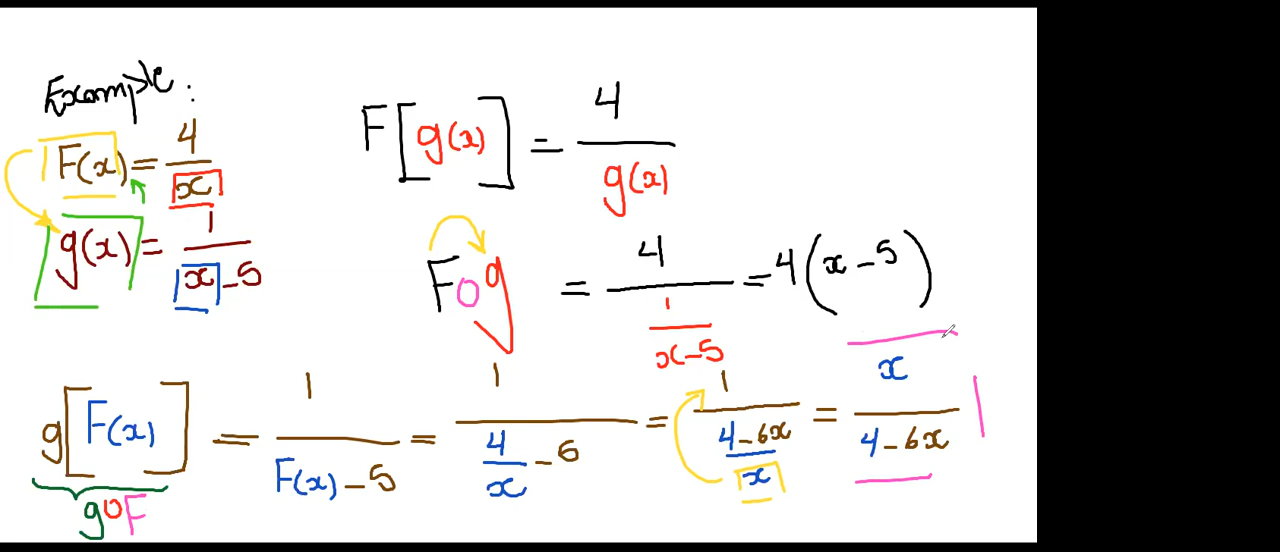 Example:
F(x) = 4/x
g(x) = 1/(x-5)
F[g(x)] = 4/g(x)
Fog = 4/(1/(x-5)) = 4(x-5)
g[F(x)] = 1/(F(x)-5) = 1/(4/x - 6) = 1/((4-6x)/x) = x/(4-6x)
goF